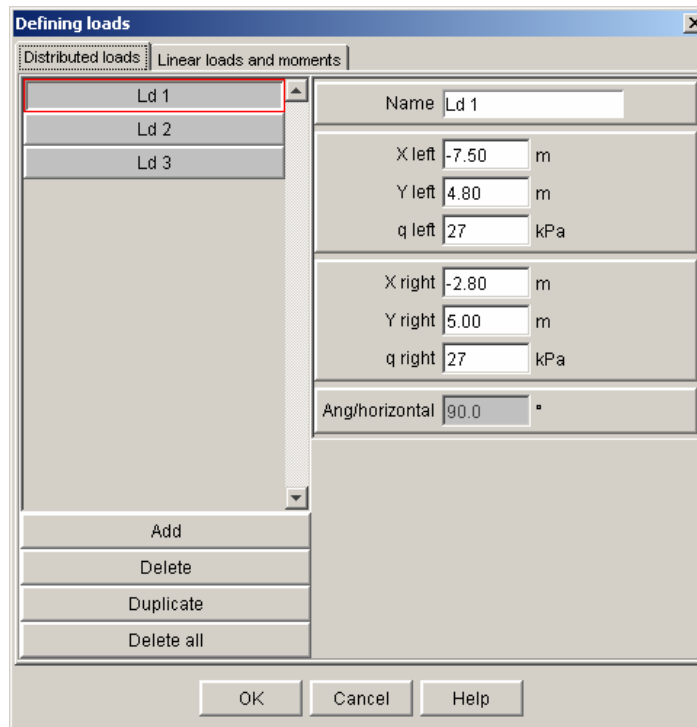 Defining loads
Distributed loads Linear loads and moments
Ld 1
Ld 2
Ld 3
Add
Delete
Duplicate
Delete all
Name Ld 1
X left -7.50 m
Y left 4.80 m
q left 27 kPa
X right -2.80 m
Y right 5.00 m
q right 27 kPa
Ang/horizontal 90.0 °
OK Cancel Help